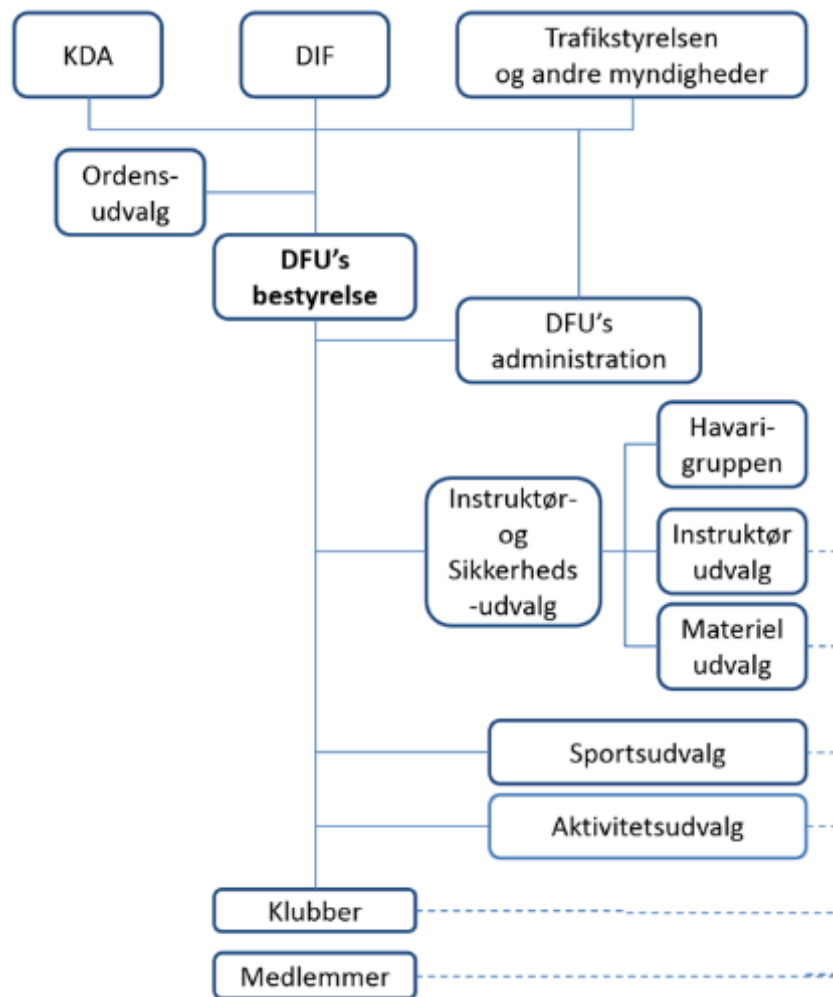 KDA
DIF
Trafikstyrelsen
og andre myndigheder
Ordens-
udvalg
DFU's
bestyrelse
DFU's
administration
Havari-
gruppen
Instruktør-
og
Sikkerheds
-udvalg
Instruktør
udvalg
Materiel
udvalg
Sportsudvalg
Aktivitetsudvalg
Klubber
Medlemmer